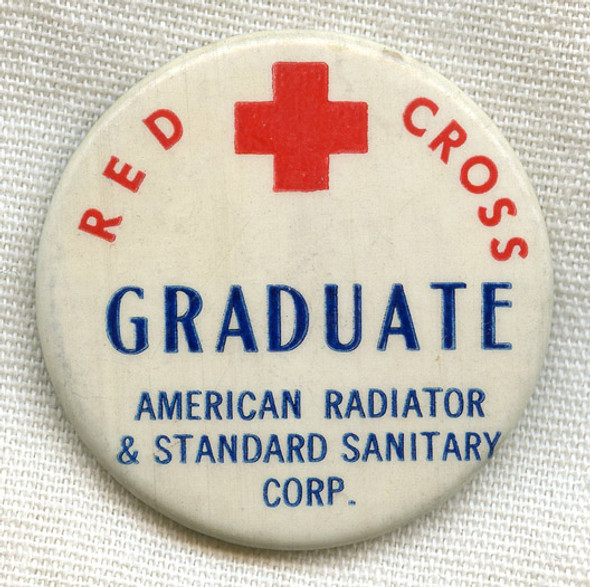 RED CROSS
GRADUATE
AMERICAN RADIATOR
& STANDARD SANITARY
CORP.